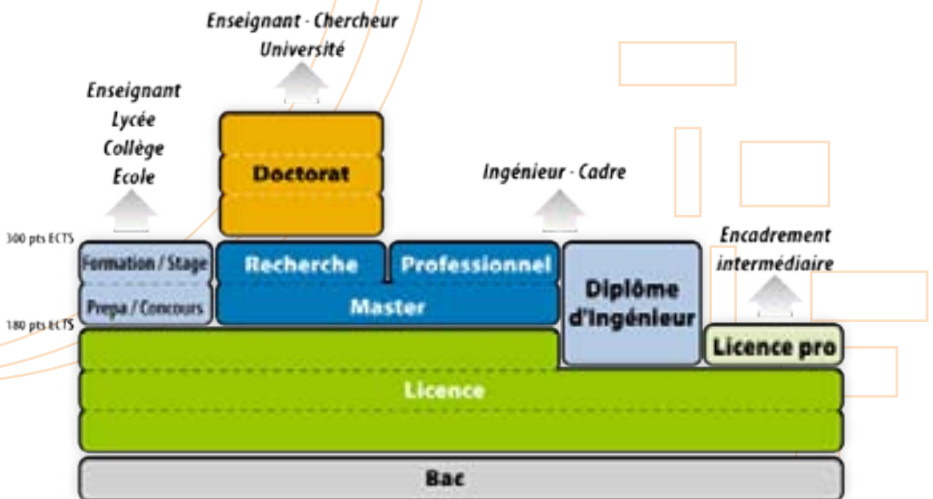 Enseignant - Chercheur
Université
Enseignant
Lycée
Collège
Ecole
Doctorat
Ingénieur - Cadre
300 pts ECTS
Encadrement
intermédiaire
Formation / Stage
Recherche
Professionnel
Prepa / Concours
Master
Diplôme
d'Ingénieur
180 pts ECTS
Licence pro
Licence
Bac